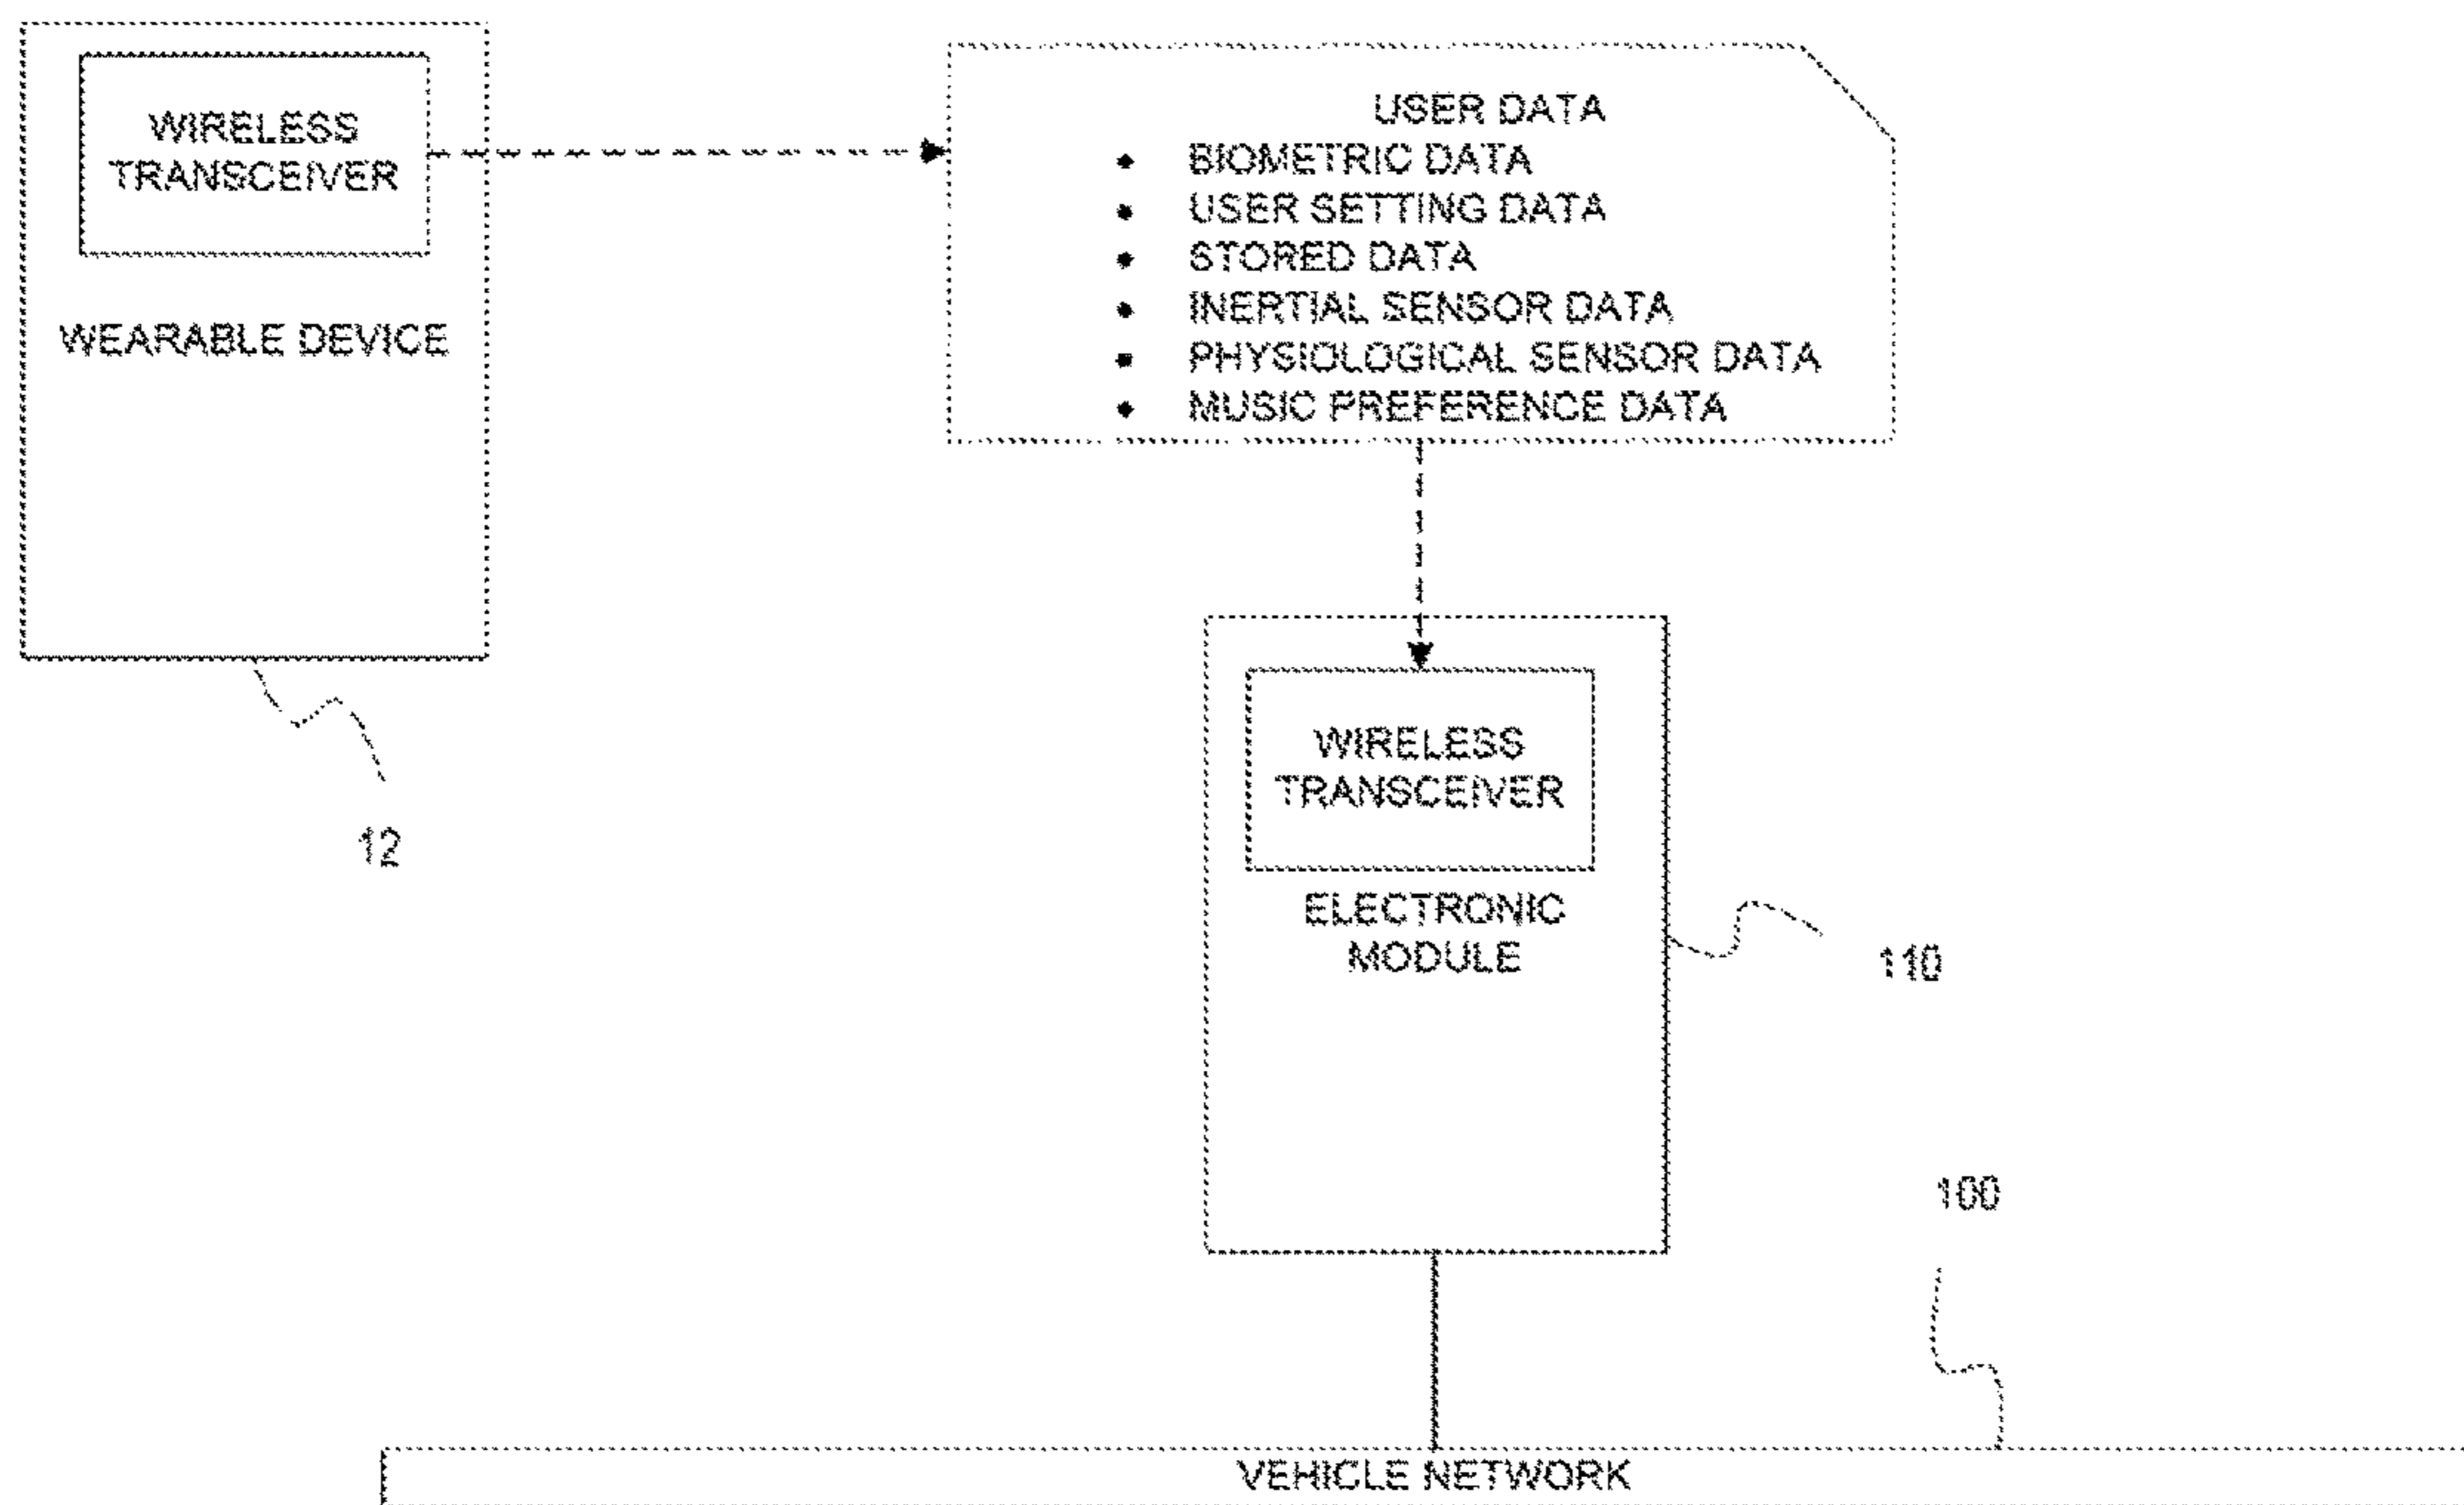 WIRELESS
TRANSCEIVER
WEARABLE DEVICE
12
USER DATA
• BIOMETRIC DATA
• USER SETTING DATA
• STORED DATA
• INERTIAL SENSOR DATA
• PHYSIOLOGICAL SENSOR DATA
• MUSIC PREFERENCE DATA
WIRELESS
TRANSCEIVER
ELECTRONIC
MODULE
110
100
VEHICLE NETWORK